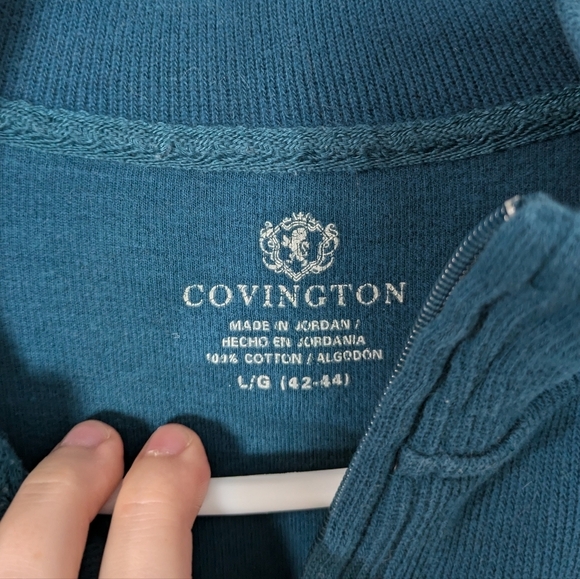 COVINGTON
MADE IN JORDAN /
HECHO EN JORDANIA
100% COTTON / ALGODÓN
L/G (42-44)